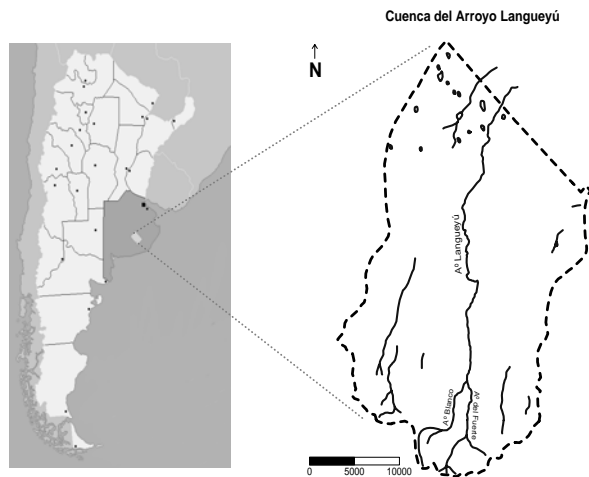 Cuenca del Arroyo Langueyú
N
Aº Langueyú
Aº Blanco
Aº del Fuerte
0 5000 10000